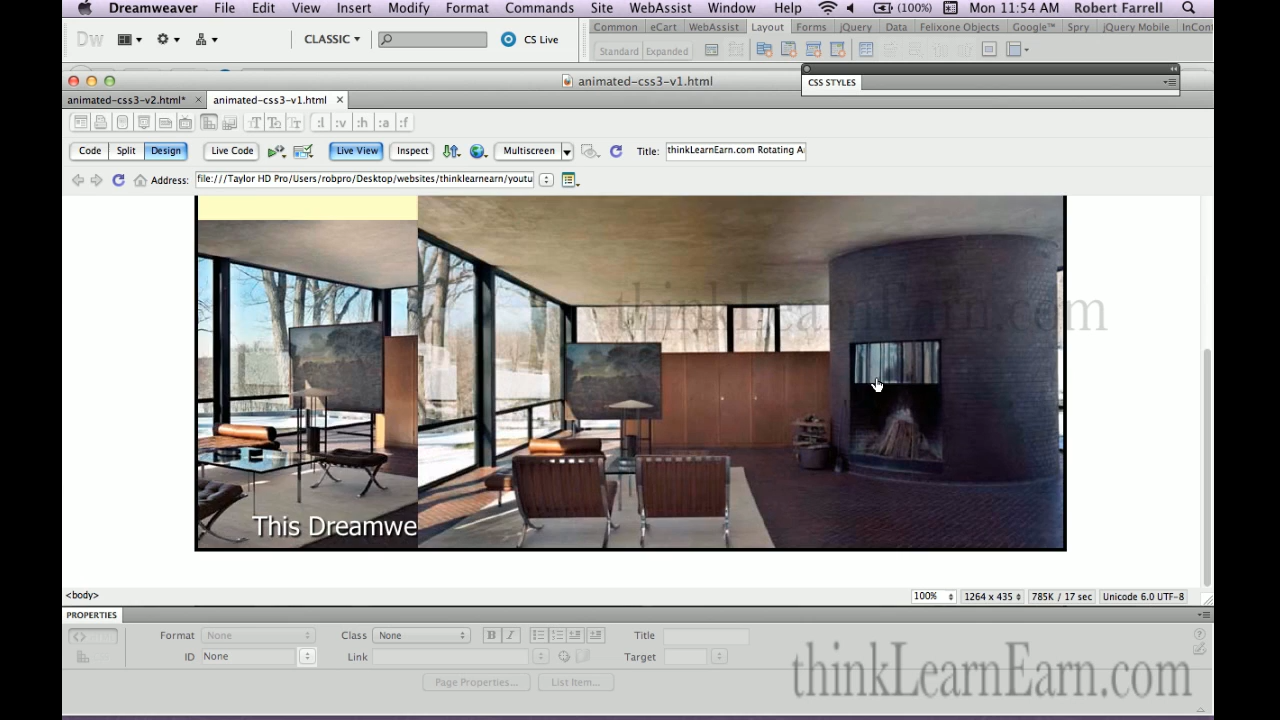 Dreamweaver File Edit View Insert Modify Format Commands Site WebAssist Window Help (100%) Mon 11:54 AM Robert Farrell
Dw CLASSIC CS Live
Common eCart WebAssist Layout Forms jQuery Data Felixone Objects Google™ Spry jQuery Mobile InCont
Standard Expanded
animated-css3-v1.html
CSS STYLES
animated-css3-v2.html* animated-css3-v1.html
:l :v :h :a :f
Code Split Design Live Code Live View Inspect Multiscreen Title: thinkLearnEarn.com Rotating A
Address: file:///Taylor HD Pro/Users/robpro/Desktop/websites/thinklearnearn/youtu
thinkLearnEarn.com
This Dreamwe
<body> 100% 1264 x 435 785K / 17 sec Unicode 6.0 UTF-8
PROPERTIES
Format None Class None B I Title
ID None Link Target
Page Properties... List Item...
thinkLearnEarn.com